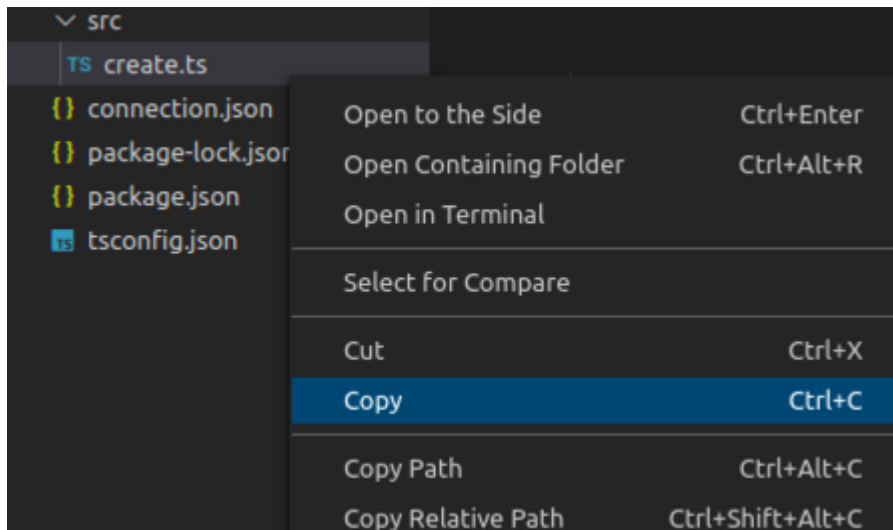 src
TS create.ts
{} connection.json
{} package-lock.json
{} package.json
TS tsconfig.json
Open to the Side Ctrl+Enter
Open Containing Folder Ctrl+Alt+R
Open in Terminal
Select for Compare
Cut Ctrl+X
Copy Ctrl+C
Copy Path Ctrl+Alt+C
Copy Relative Path Ctrl+Shift+Alt+C